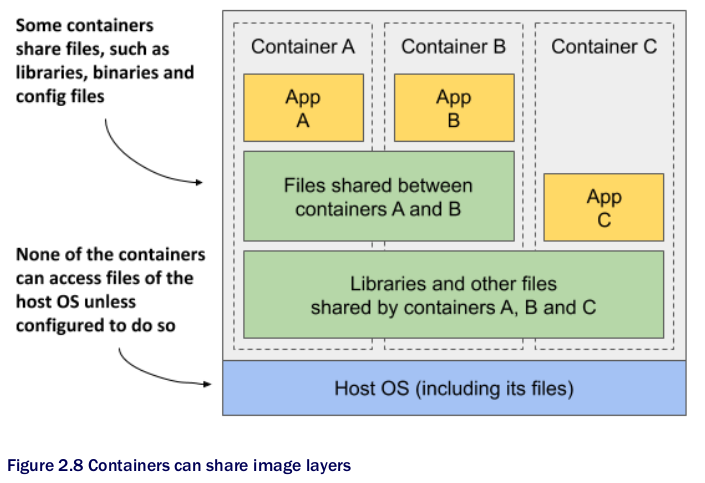 Some containers
share files, such as
libraries, binaries and
config files
None of the containers
can access files of the
host OS unless
configured to do so
Container A
Container B
Container C
App
A
App
B
Files shared between
containers A and B
App
C
Libraries and other files
shared by containers A, B and C
Host OS (including its files)
Figure 2.8 Containers can share image layers